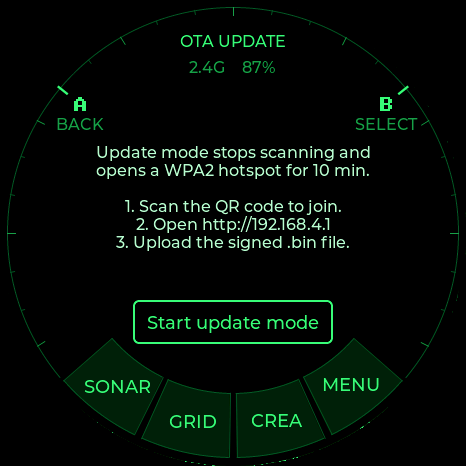 OTA UPDATE
2.4G 87%
A
BACK
B
SELECT
Update mode stops scanning and
opens a WPA2 hotspot for 10 min.
1. Scan the QR code to join.
2. Open http://192.168.4.1
3. Upload the signed .bin file.
Start update mode
SONAR
GRID
CREA
MENU